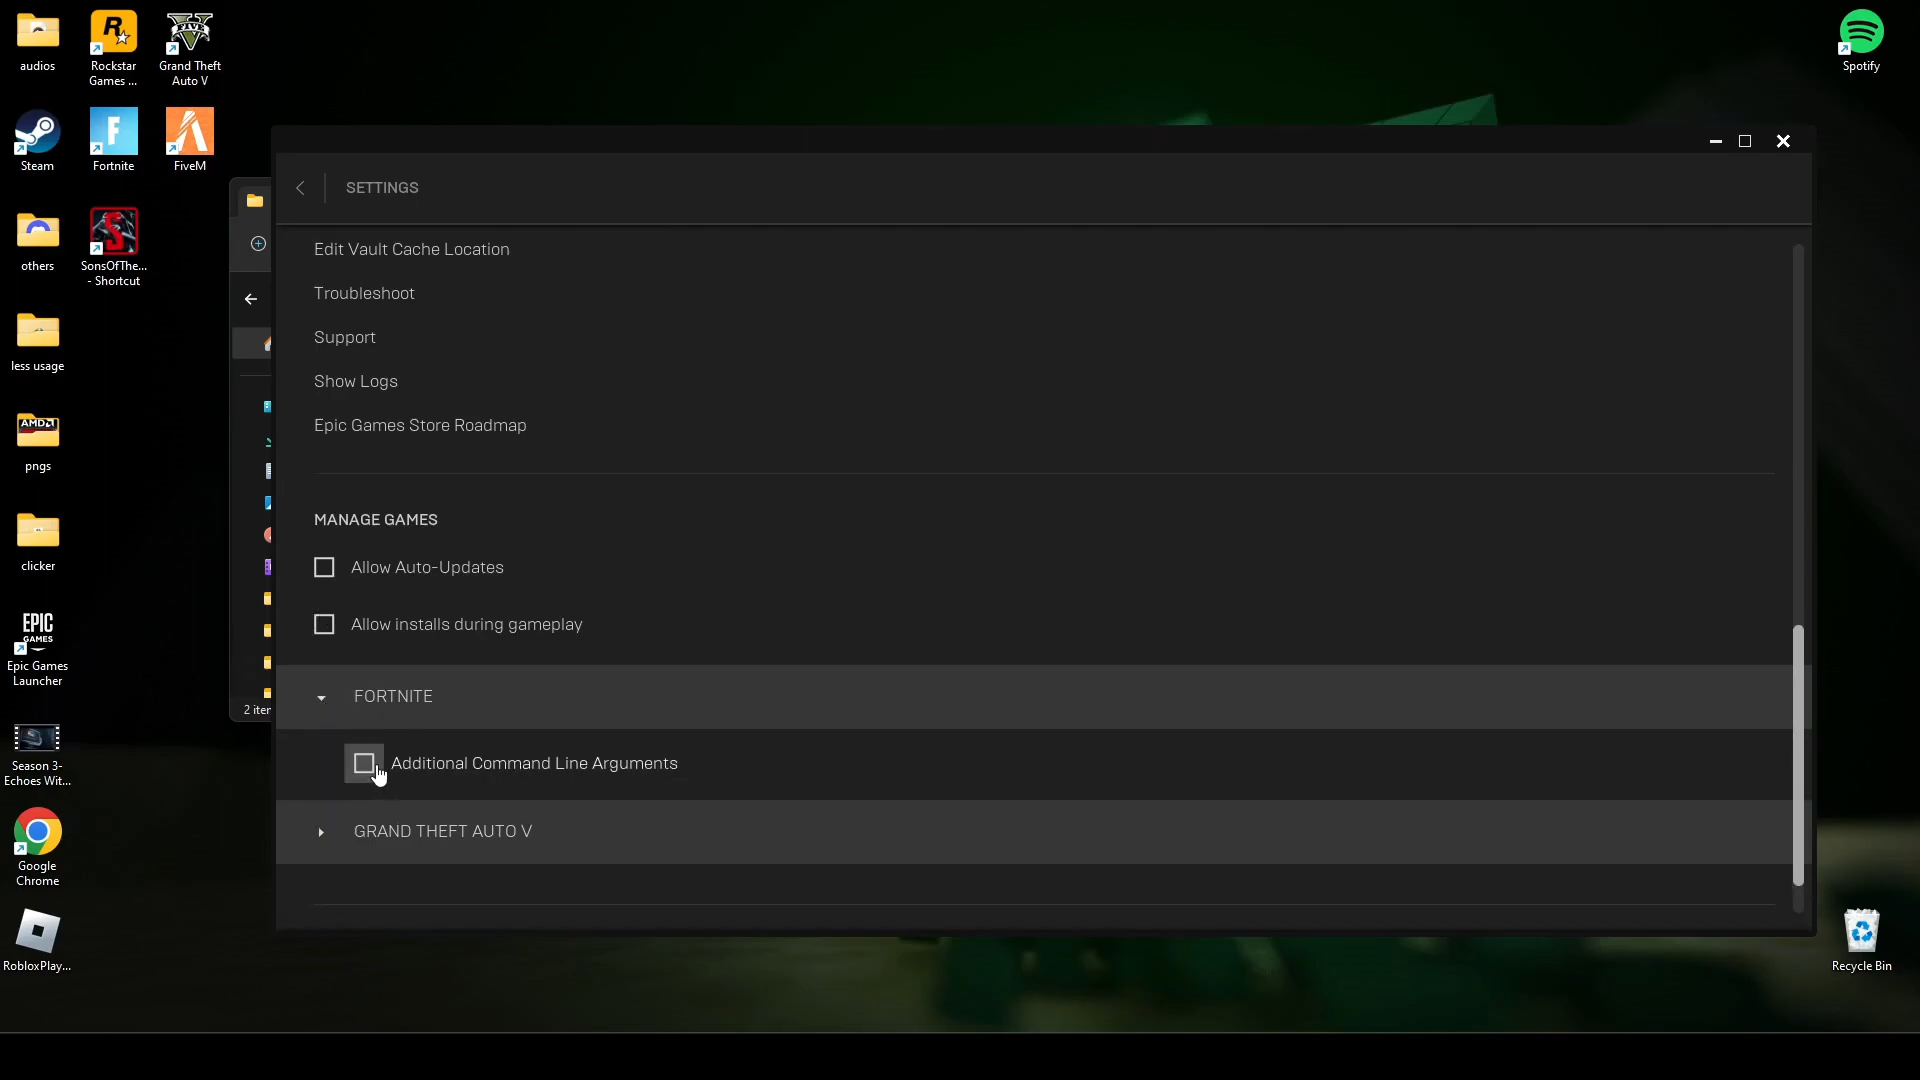 audios
Rockstar
Games ...
Grand Theft
Auto V
Spotify
Steam
Fortnite
FiveM
others
SonsOfThe...
- Shortcut
less usage
AMD
pngs
clicker
EPIC
GAMES
Epic Games
Launcher
Season 3-
Echoes Wit...
Google
Chrome
RobloxPlay...
Recycle Bin
SETTINGS
Edit Vault Cache Location
Troubleshoot
Support
Show Logs
Epic Games Store Roadmap
MANAGE GAMES
Allow Auto-Updates
Allow installs during gameplay
FORTNITE
Additional Command Line Arguments
GRAND THEFT AUTO V